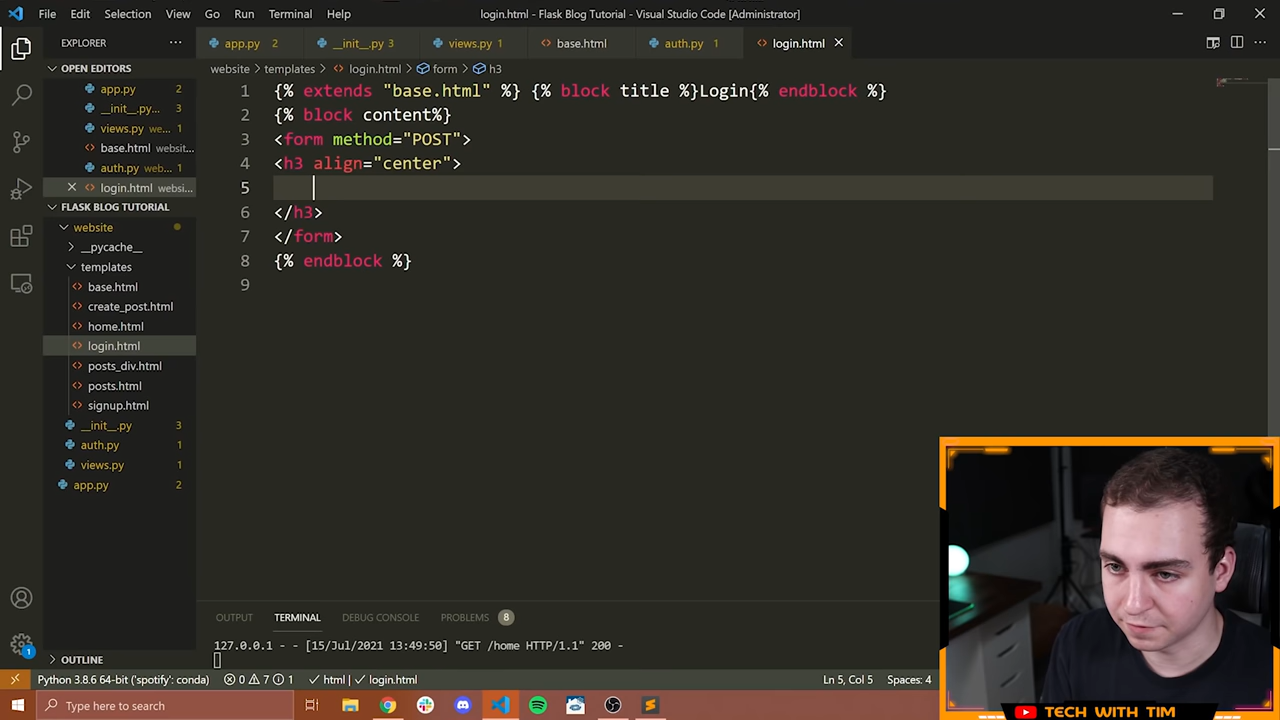 File Edit Selection View Go Run Terminal Help login.html - Flask Blog Tutorial - Visual Studio Code [Administrator]
EXPLORER ··· app.py 2 __init__.py 3 views.py 1 base.html auth.py 1 login.html
OPEN EDITORS
website > templates > login.html > form > h3
app.py 2
__init__.py... 3
views.py we... 1
base.html websit...
auth.py web... 1
login.html websi...
FLASK BLOG TUTORIAL
website
__pycache__
templates
base.html
create_post.html
home.html
login.html
posts_div.html
posts.html
signup.html
__init__.py 3
auth.py 1
views.py 1
app.py 2
OUTLINE
1 {% extends "base.html" %} {% block title %}Login{% endblock %}
2 {% block content%}
3 <form method="POST">
4 <h3 align="center">
5
6 </h3>
7 </form>
8 {% endblock %}
9
OUTPUT TERMINAL DEBUG CONSOLE PROBLEMS 8
127.0.0.1 - - [15/Jul/2021 13:49:50] "GET /home HTTP/1.1" 200 -
1
Python 3.8.6 64-bit ('spotify': conda) 0 7 1 html login.html Ln 5, Col 5 Spaces: 4
Type here to search
TECH WITH TIM